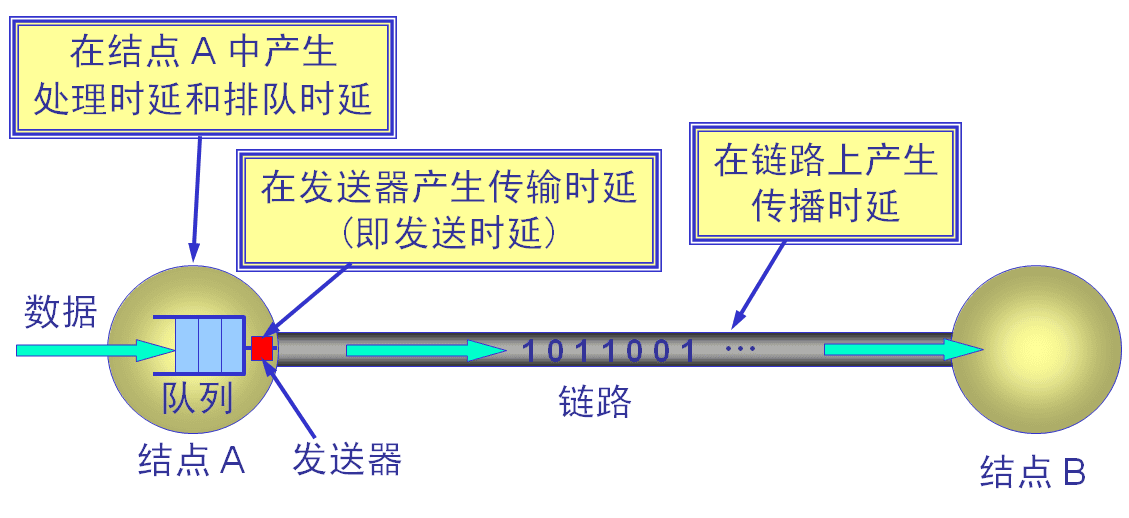 在结点 A 中产生
处理时延和排队时延
在发送器产生传输时延
(即发送时延)
在链路上产生
传播时延
数据
队列
1 0 1 1 0 0 1 …
链路
结点 A
发送器
结点 B